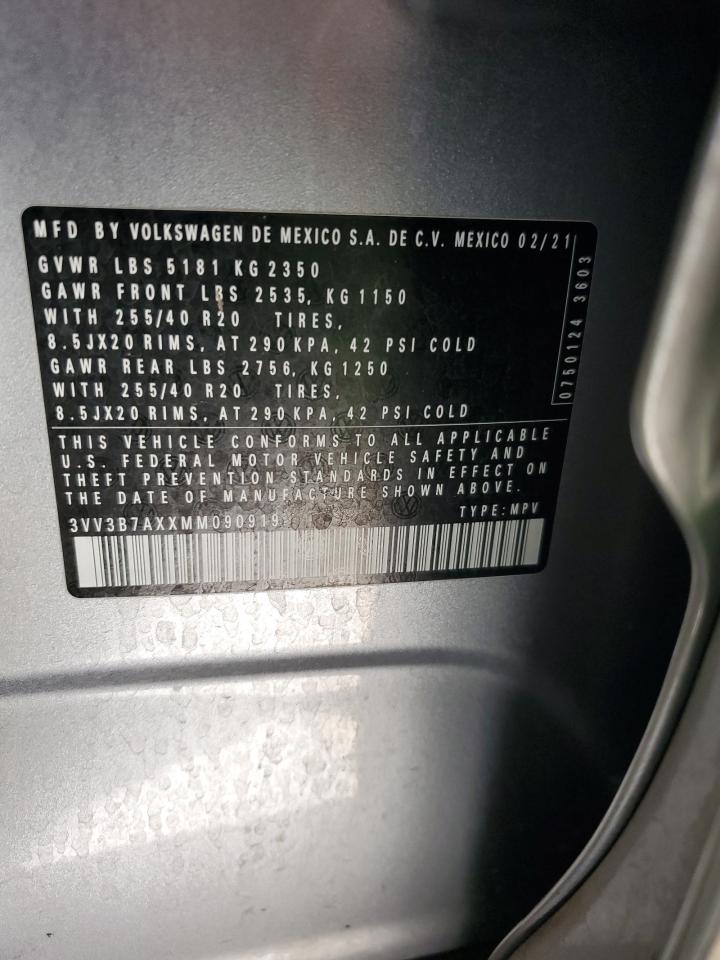 MFD BY VOLKSWAGEN DE MEXICO S.A. DE C.V. MEXICO 02/21
GVWR LBS 5181 KG 2350
GAWR FRONT LBS 2535, KG 1150
WITH 255/40 R20 TIRES,
8.5JX20 RIMS, AT 290 KPA, 42 PSI COLD
GAWR REAR LBS 2756, KG 1250
WITH 255/40 R20 TIRES,
8.5JX20 RIMS, AT 290 KPA, 42 PSI COLD
0750124 3603
THIS VEHICLE CONFORMS TO ALL APPLICABLE
U.S. FEDERAL MOTOR VEHICLE SAFETY AND
THEFT PREVENTION STANDARDS IN EFFECT ON
THE DATE OF MANUFACTURE SHOWN ABOVE.
3VV3B7AXXMM090919 TYPE: MPV